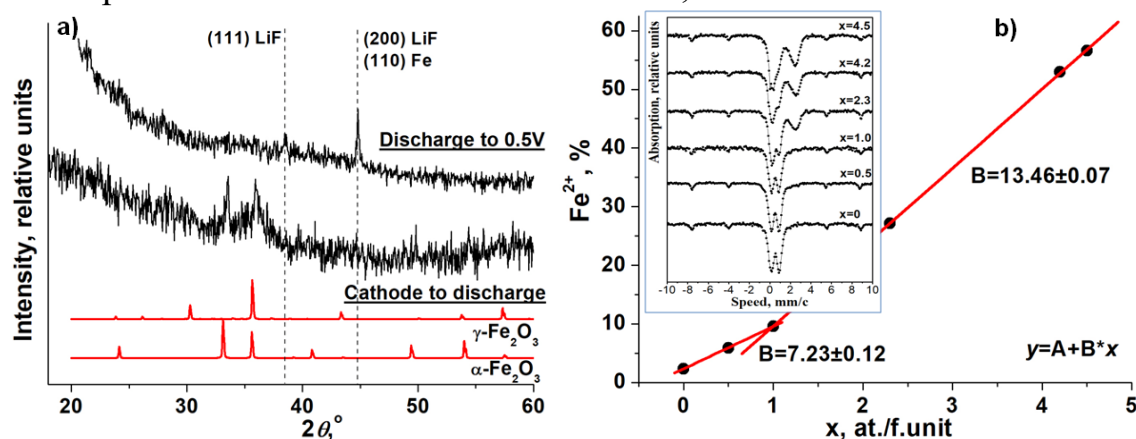 a)
(111) LiF
(200) LiF
(110) Fe
Discharge to 0.5V
Cathode to discharge
γ-Fe2O3
α-Fe2O3
Intensity, relative units
20 30 40 50 60
2θ,°
b)
Fe2+, %
60
50
40
30
20
10
0
Absorption, relative units
x=4.5
x=4.2
x=2.3
x=1.0
x=0.5
x=0
-10 -8 -6 -4 -2 0 2 4 6 8 10
Speed, mm/c
B=13.46±0.07
B=7.23±0.12
y=A+B*x
0 1 2 3 4 5
x, at./f.unit